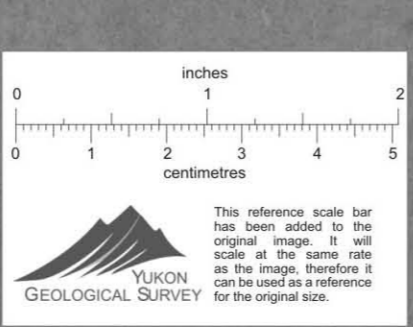 inches
0 1 2
0 1 2 3 4 5
centimetres
This reference scale bar
has been added to the
original image. It will
scale at the same rate
as the image, therefore it
can be used as a reference
for the original size.
YUKON
GEOLOGICAL SURVEY